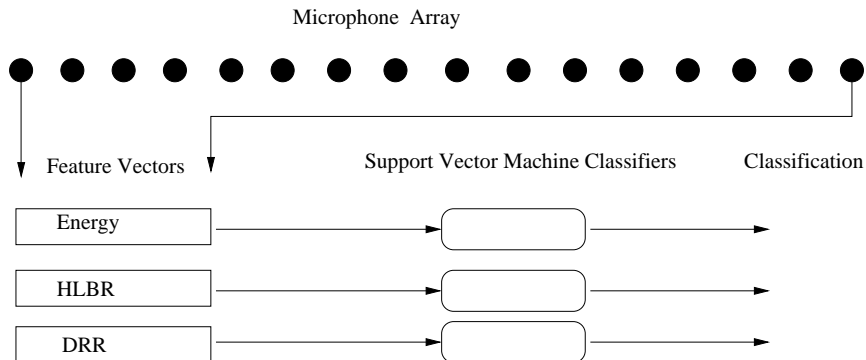 Microphone Array
Feature Vectors
Support Vector Machine Classifiers
Classification
Energy
HLBR
DRR